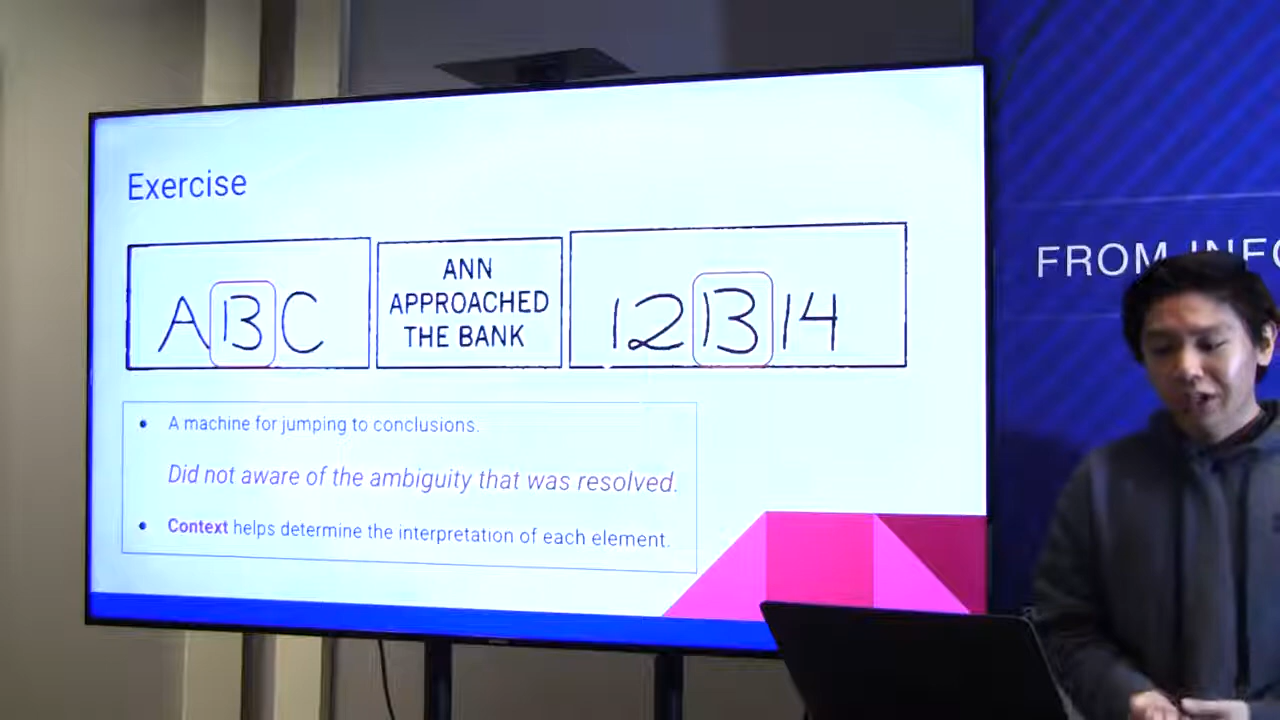 Exercise
A 13 C
ANN
APPROACHED
THE BANK
12 13 14
• A machine for jumping to conclusions.
Did not aware of the ambiguity that was resolved.
• Context helps determine the interpretation of each element.
FROM